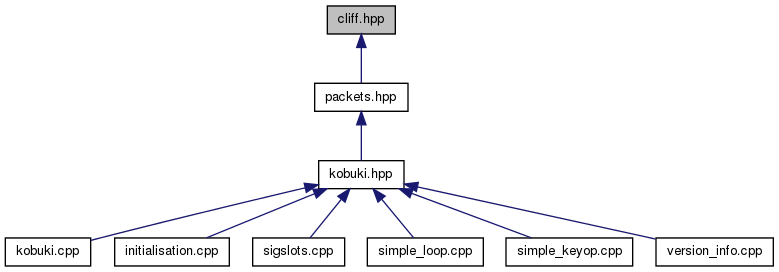 cliff.hpp
packets.hpp
kobuki.hpp
kobuki.cpp
initialisation.cpp
sigslots.cpp
simple_loop.cpp
simple_keyop.cpp
version_info.cpp